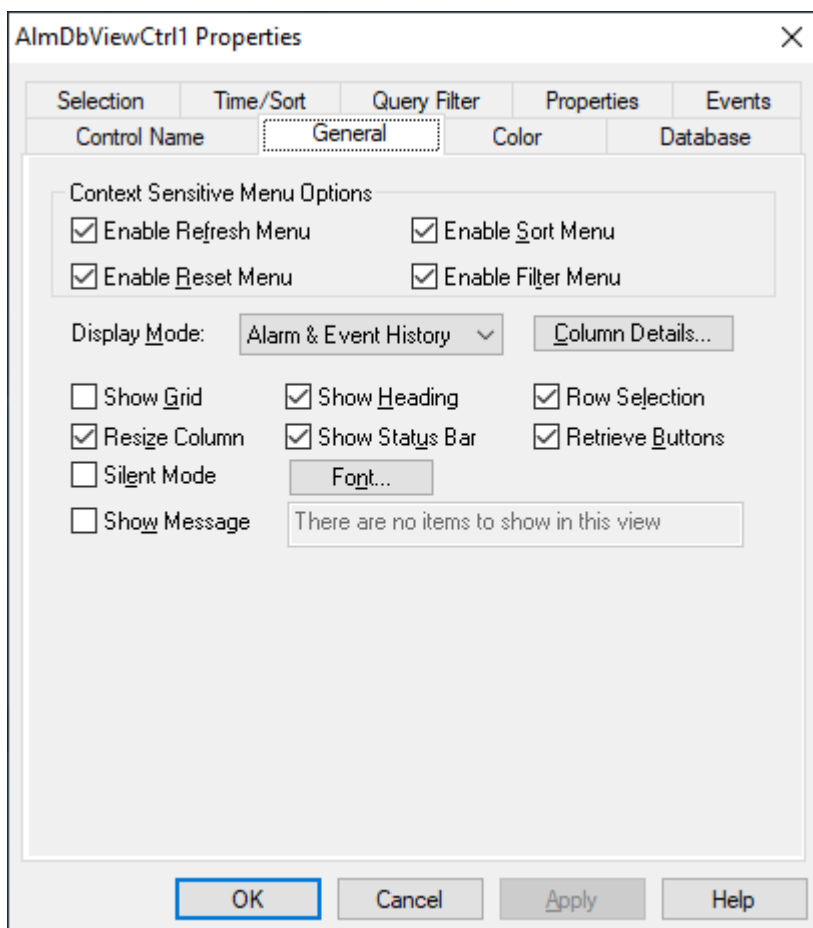 AlmDbViewCtrl1 Properties
Selection Time/Sort Query Filter Properties Events
Control Name General Color Database
Context Sensitive Menu Options
Enable Refresh Menu Enable Sort Menu
Enable Reset Menu Enable Filter Menu
Display Mode: Alarm & Event History Column Details...
Show Grid Show Heading Row Selection
Resize Column Show Status Bar Retrieve Buttons
Silent Mode Font...
Show Message There are no items to show in this view
OK Cancel Apply Help